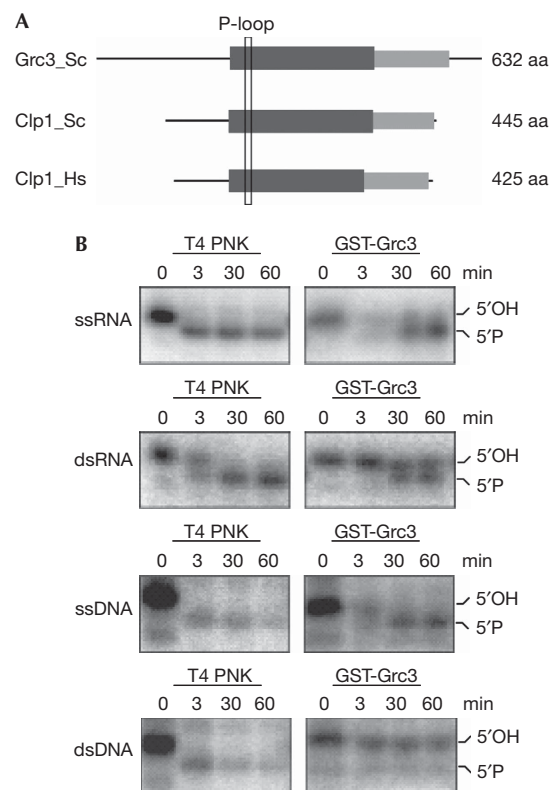 A
P-loop
Grc3_Sc 632 aa
Clp1_Sc 445 aa
Clp1_Hs 425 aa
B
T4 PNK GST-Grc3
0 3 30 60 0 3 30 60 min
ssRNA 5′OH
5′P
T4 PNK GST-Grc3
0 3 30 60 0 3 30 60 min
dsRNA 5′OH
5′P
T4 PNK GST-Grc3
0 3 30 60 0 3 30 60 min
ssDNA 5′OH
5′P
T4 PNK GST-Grc3
0 3 30 60 0 3 30 60 min
dsDNA 5′OH
5′P